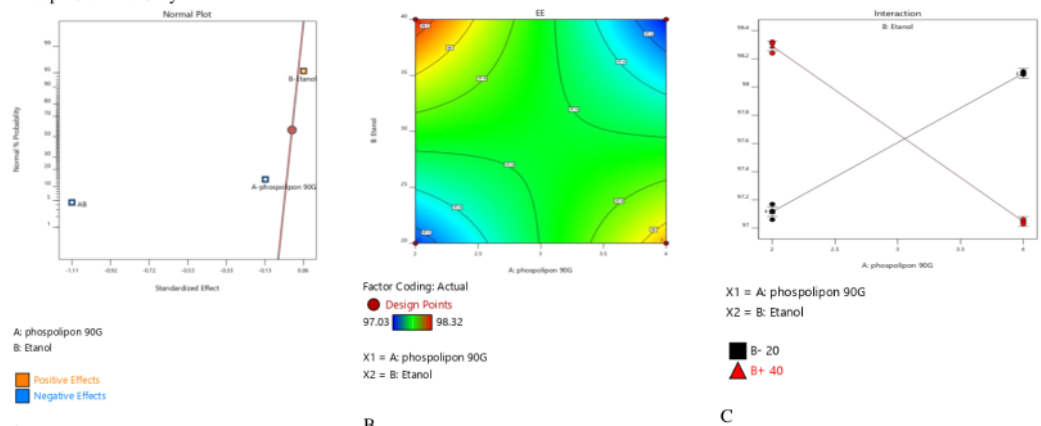 Normal Plot
Normal % Probability
99
95
90
80
70
50
30
20
10
5
1
B-Etanol
A-phospolipon 90G
AB
-1,11
-0,92
-0,72
-0,53
-0,33
-0,13
0,06
Standardized Effect
A: phospolipon 90G
B: Etanol
Positive Effects
Negative Effects
EE
B: Etanol
40
35
30
25
20
2
2.5
3
3.5
4
A: phospolipon 90G
Factor Coding: Actual
Design Points
97.03
98.32
X1 = A: phospolipon 90G
X2 = B: Etanol
B
Interaction
B: Etanol
98.4
98.2
98
97.8
97.6
97.4
97.2
97
2
2.5
3
3.5
4
A: phospolipon 90G
X1 = A: phospolipon 90G
X2 = B: Etanol
B- 20
B+ 40
C